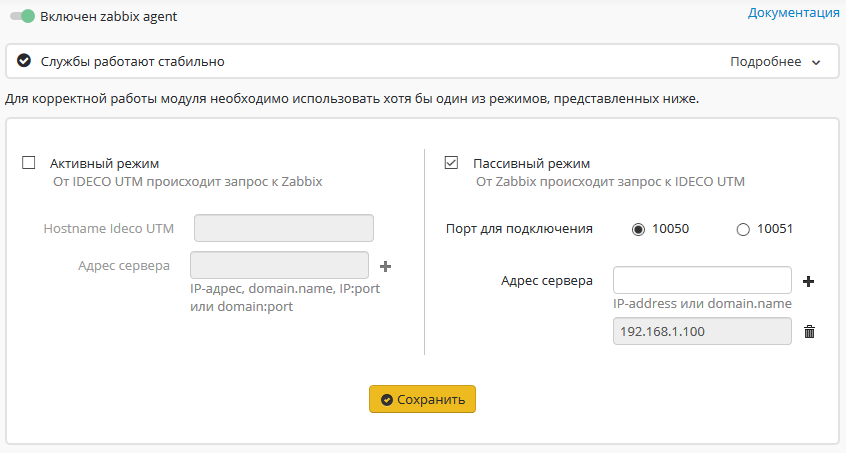 Включен zabbix agent
Документация
Службы работают стабильно
Подробнее
Для корректной работы модуля необходимо использовать хотя бы один из режимов, представленных ниже.
Активный режим
От IDECO UTM происходит запрос к Zabbix
Hostname Ideco UTM
Адрес сервера
IP-адрес, domain.name, IP:port
или domain:port
Пассивный режим
От Zabbix происходит запрос к IDECO UTM
Порт для подключения 10050 10051
Адрес сервера
IP-address или domain.name
192.168.1.100
Сохранить